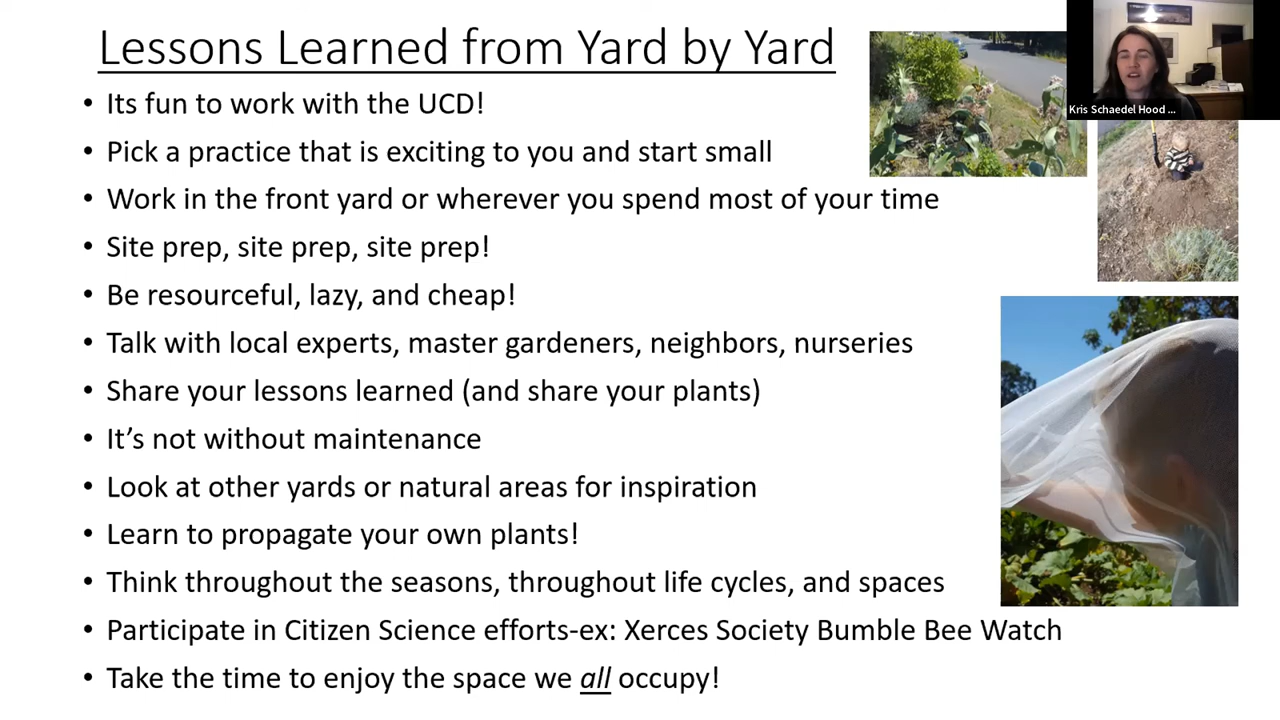 Lessons Learned from Yard by Yard
Kris Schaedel Hood ...
• Its fun to work with the UCD!
• Pick a practice that is exciting to you and start small
• Work in the front yard or wherever you spend most of your time
• Site prep, site prep, site prep!
• Be resourceful, lazy, and cheap!
• Talk with local experts, master gardeners, neighbors, nurseries
• Share your lessons learned (and share your plants)
• It’s not without maintenance
• Look at other yards or natural areas for inspiration
• Learn to propagate your own plants!
• Think throughout the seasons, throughout life cycles, and spaces
• Participate in Citizen Science efforts-ex: Xerces Society Bumble Bee Watch
• Take the time to enjoy the space we all occupy!